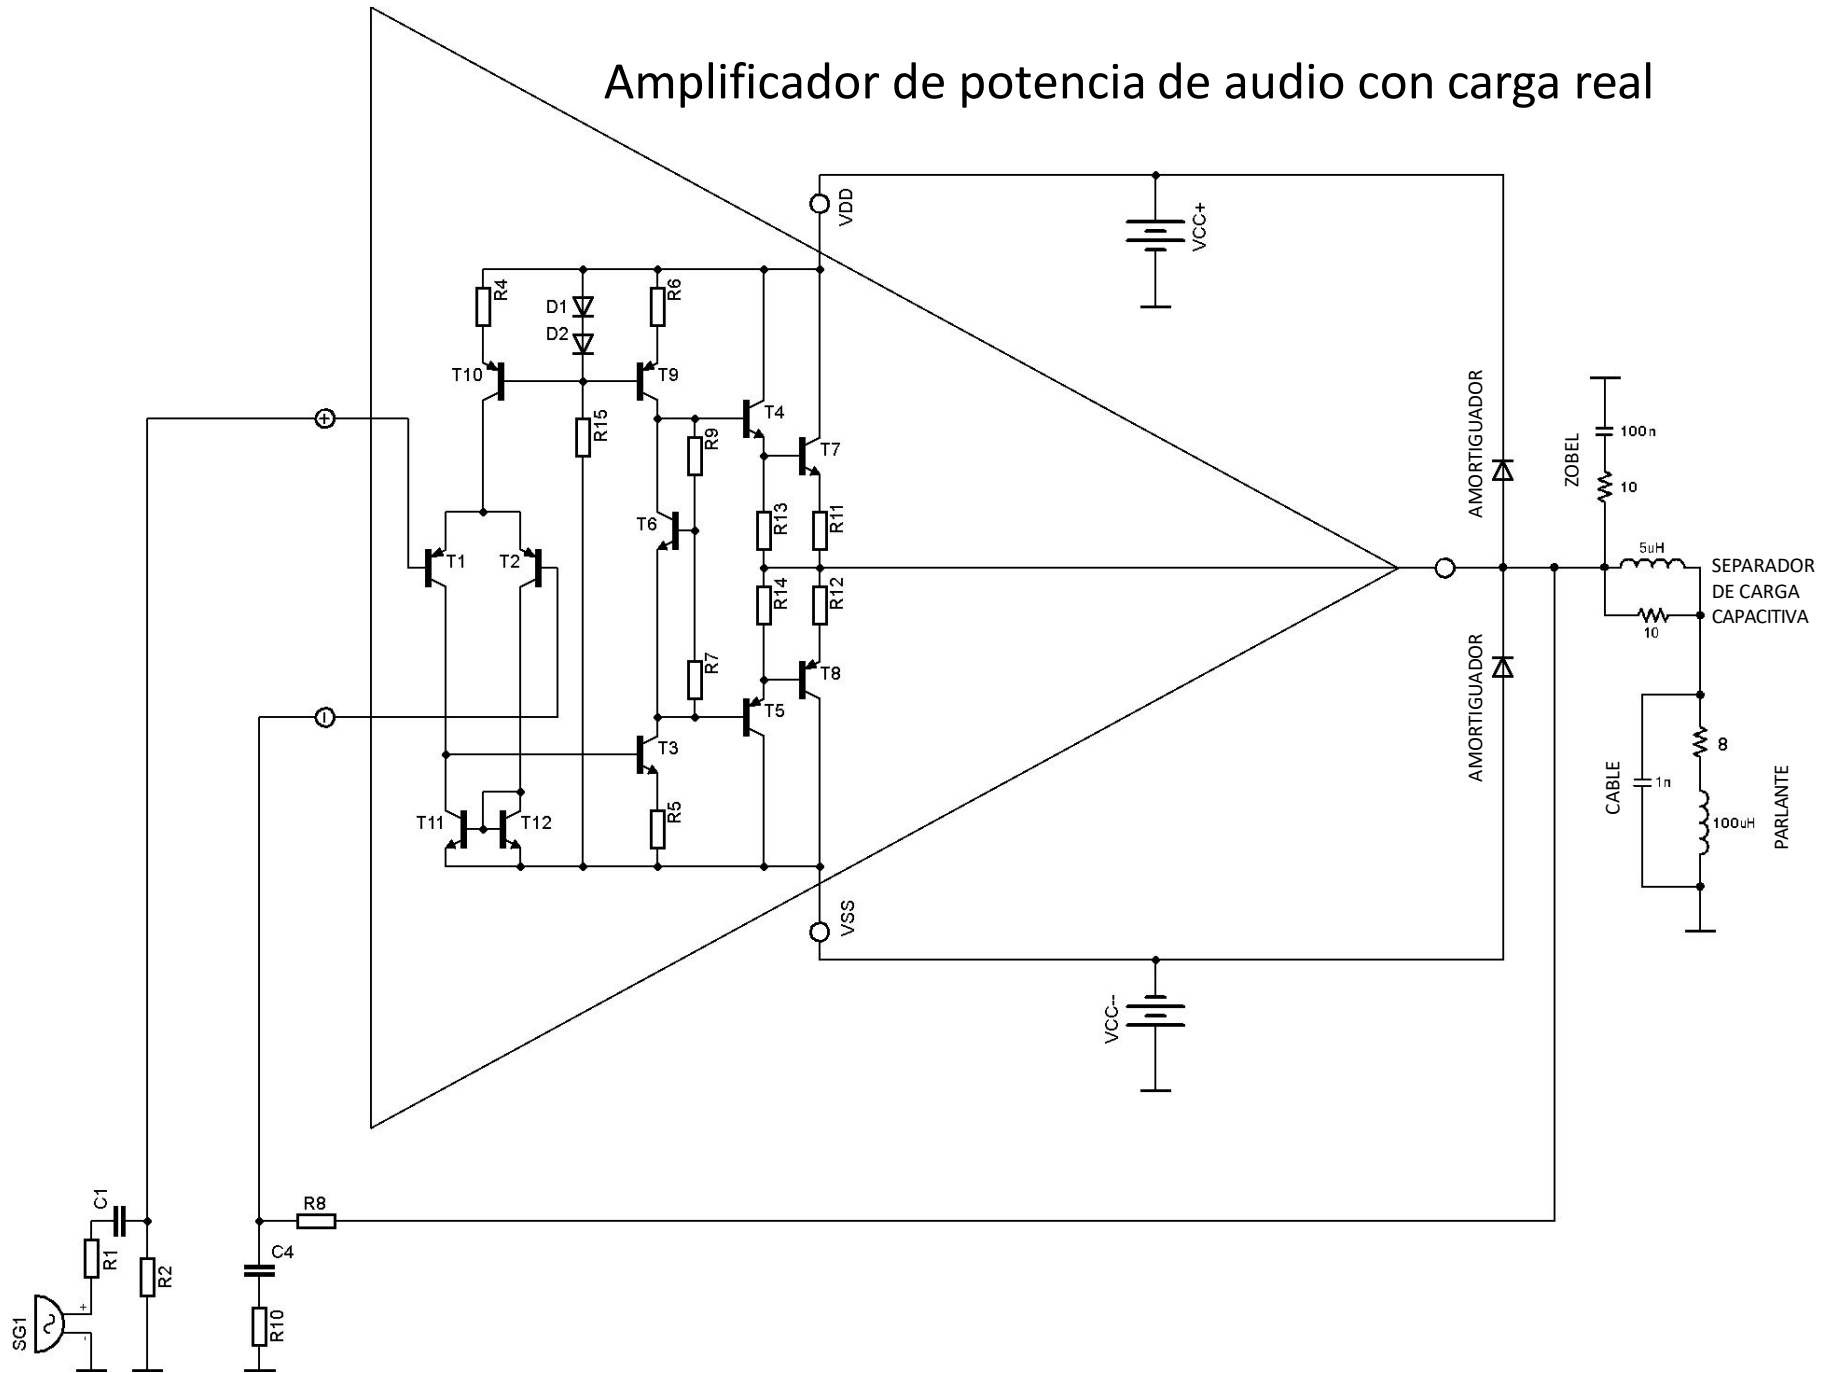 Amplificador de potencia de audio con carga real
VDD
VCC+
R4
D1
D2
R6
T10
T9
R15
R9
T4
T7
AMORTIGUADOR
ZOBEL
100n
10
+
T6
R13
R11
T1
T2
5uH
SEPARADOR
DE CARGA
CAPACITIVA
10
R14
R12
R7
T8
T5
AMORTIGUADOR
T3
8
CABLE
1n
100uH
PARLANTE
T11
T12
R5
VSS
VCC--
C1
R1
R2
R8
C4
R10
SG1
+
-